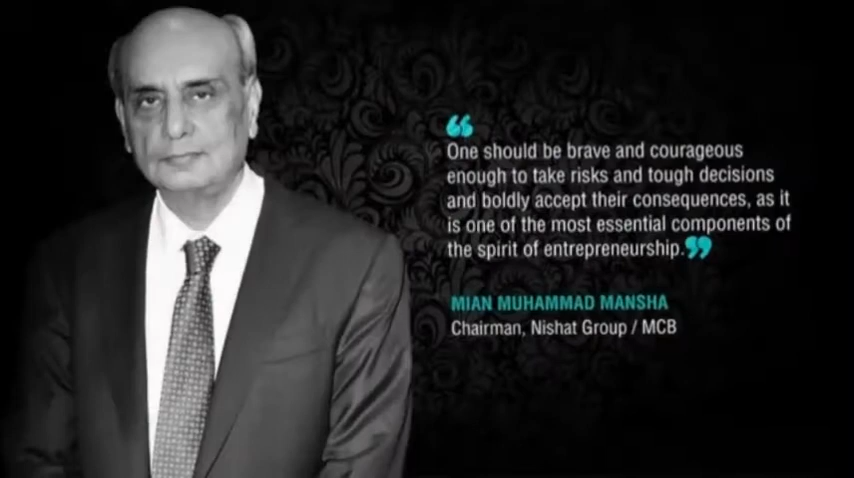 “
One should be brave and courageous
enough to take risks and tough decisions
and boldly accept their consequences, as it
is one of the most essential components of
the spirit of entrepreneurship.”
MIAN MUHAMMAD MANSHA
Chairman, Nishat Group / MCB